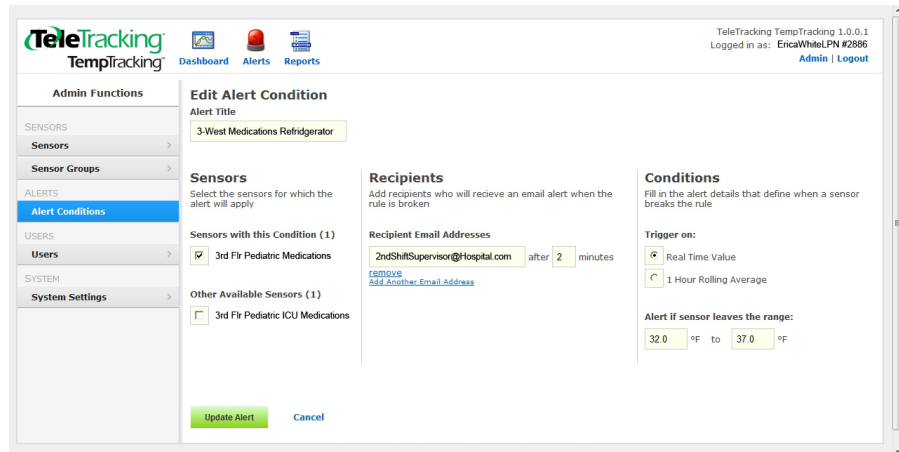 TeleTracking
TempTracking
Dashboard Alerts Reports
TeleTracking TempTracking 1.0.0.1
Logged in as: EricaWhiteLPN #2886
Admin | Logout
Admin Functions
SENSORS
Sensors
Sensor Groups
ALERTS
Alert Conditions
USERS
Users
SYSTEM
System Settings
Edit Alert Condition
Alert Title
3-West Medications Refridgerator
Sensors
Select the sensors for which the
alert will apply
Sensors with this Condition (1)
3rd Flr Pediatric Medications
Other Available Sensors (1)
3rd Flr Pediatric ICU Medications
Recipients
Add recipients who will recieve an email alert when the
rule is broken
Recipient Email Addresses
2ndShiftSupervisor@Hospital.com after 2 minutes
remove
Add Another Email Address
Conditions
Fill in the alert details that define when a sensor
breaks the rule
Trigger on:
Real Time Value
1 Hour Rolling Average
Alert if sensor leaves the range:
32.0 ºF to 37.0 ºF
Update Alert Cancel